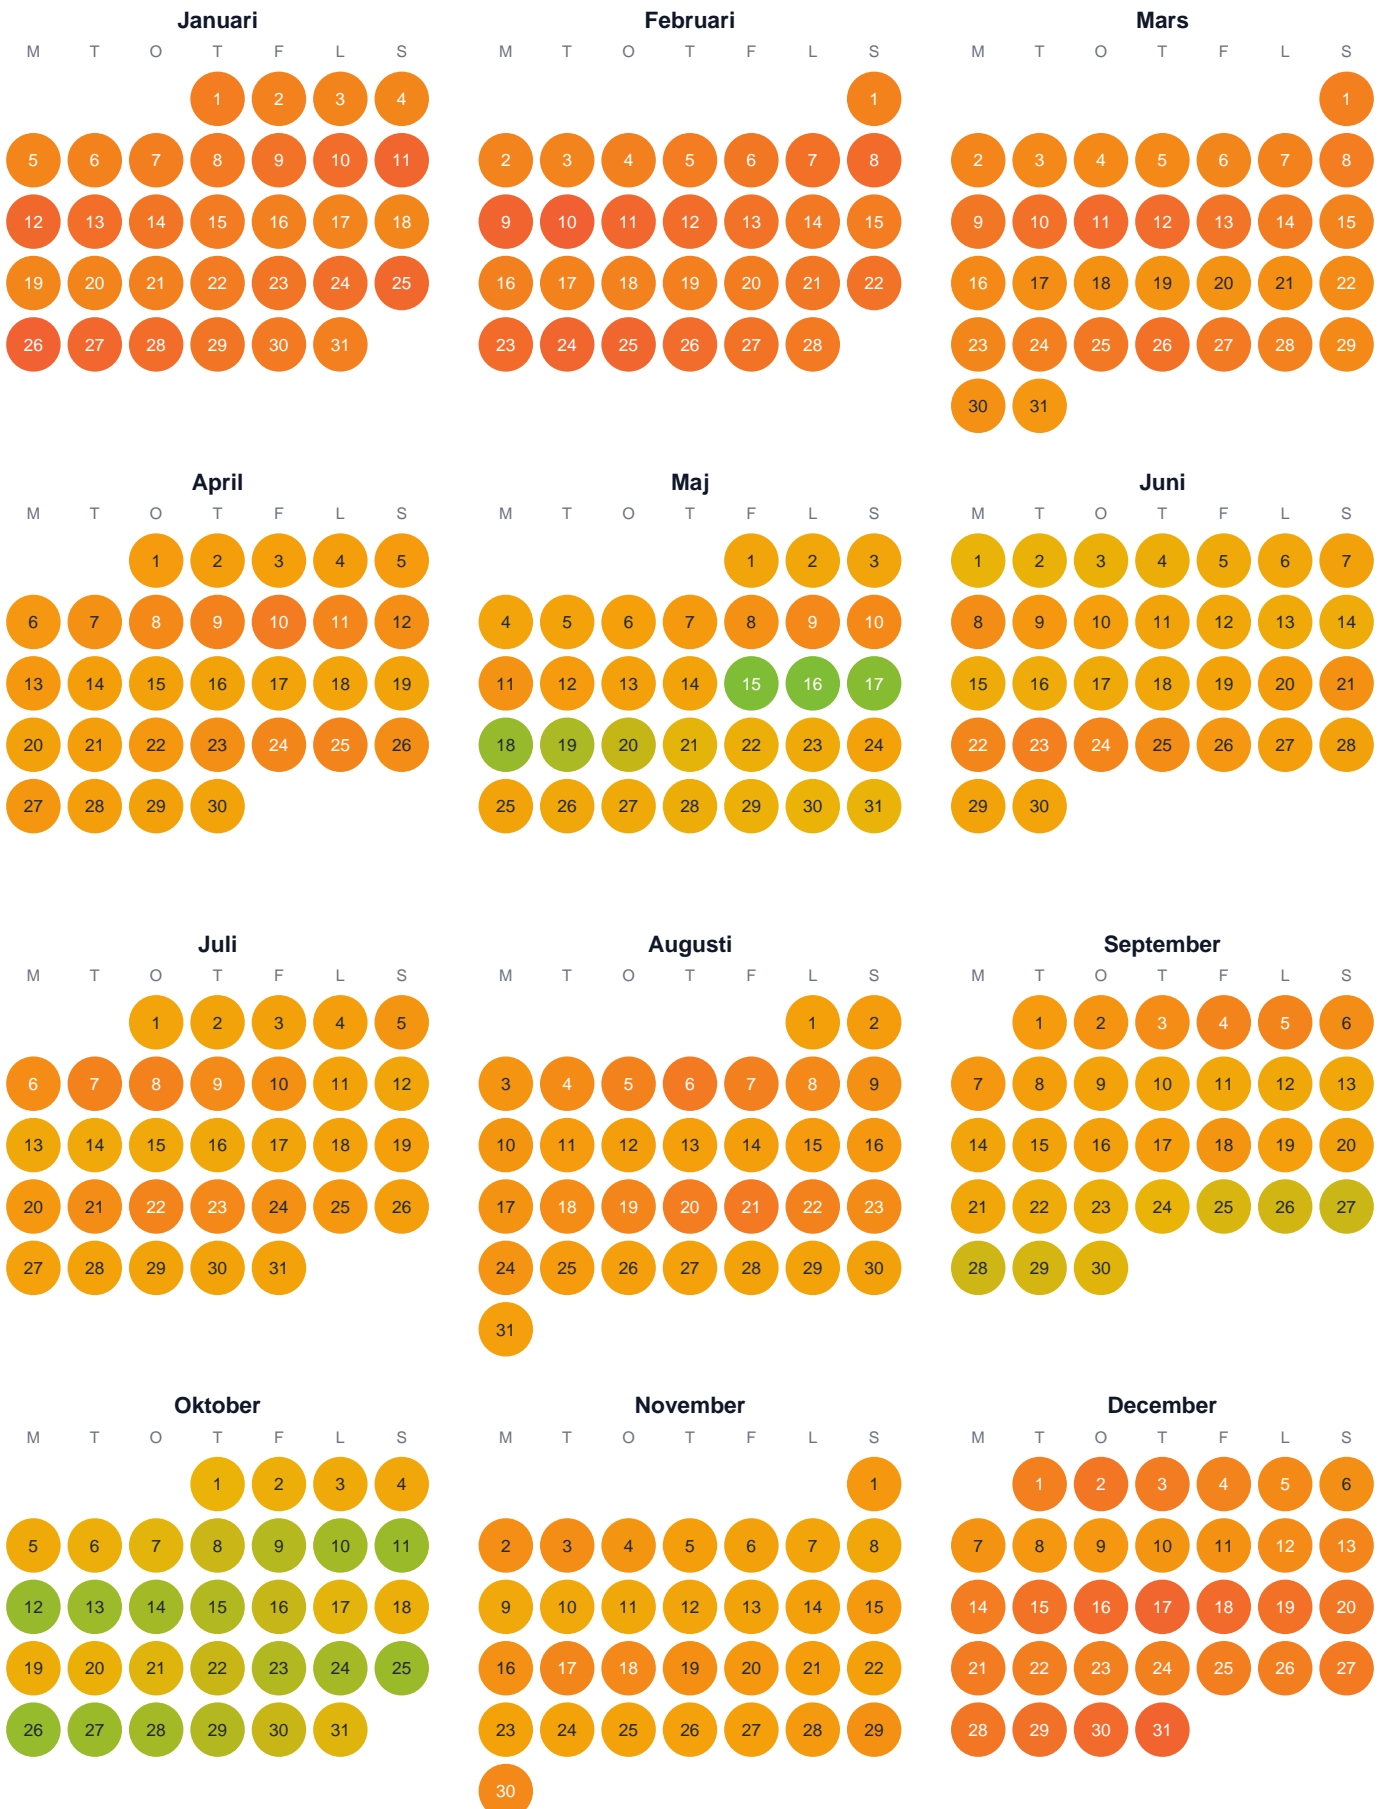 Januari Februari Mars
M T O T F L S M T O T F L S M T O T F L S
1 2 3 4 1 1
5 6 7 8 9 10 11 2 3 4 5 6 7 8 2 3 4 5 6 7 8
12 13 14 15 16 17 18 9 10 11 12 13 14 15 9 10 11 12 13 14 15
19 20 21 22 23 24 25 16 17 18 19 20 21 22 16 17 18 19 20 21 22
26 27 28 29 30 31 23 24 25 26 27 28 23 24 25 26 27 28 29
30 31
April Maj Juni
M T O T F L S M T O T F L S M T O T F L S
1 2 3 4 5 1 2 3 1 2 3 4 5 6 7
6 7 8 9 10 11 12 4 5 6 7 8 9 10 8 9 10 11 12 13 14
13 14 15 16 17 18 19 11 12 13 14 15 16 17 15 16 17 18 19 20 21
20 21 22 23 24 25 26 18 19 20 21 22 23 24 22 23 24 25 26 27 28
27 28 29 30 25 26 27 28 29 30 31 29 30
Juli Augusti September
M T O T F L S M T O T F L S M T O T F L S
1 2 3 4 5 1 2 1 2 3 4 5 6
6 7 8 9 10 11 12 3 4 5 6 7 8 9 7 8 9 10 11 12 13
13 14 15 16 17 18 19 10 11 12 13 14 15 16 14 15 16 17 18 19 20
20 21 22 23 24 25 26 17 18 19 20 21 22 23 21 22 23 24 25 26 27
27 28 29 30 31 24 25 26 27 28 29 30 28 29 30
31
Oktober November December
M T O T F L S M T O T F L S M T O T F L S
1 2 3 4 1 1 2 3 4 5 6
5 6 7 8 9 10 11 2 3 4 5 6 7 8 7 8 9 10 11 12 13
12 13 14 15 16 17 18 9 10 11 12 13 14 15 14 15 16 17 18 19 20
19 20 21 22 23 24 25 16 17 18 19 20 21 22 21 22 23 24 25 26 27
26 27 28 29 30 31 23 24 25 26 27 28 29 28 29 30 31
30